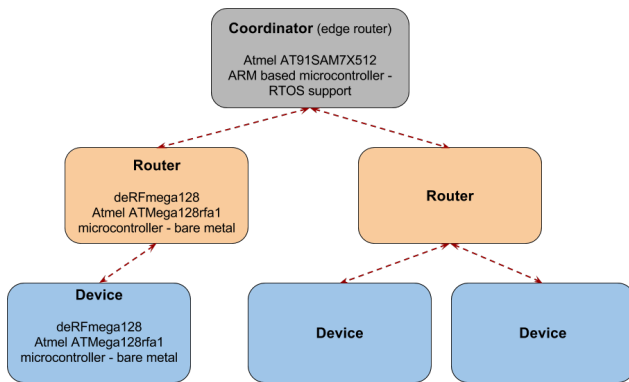 Coordinator (edge router)
Atmel AT91SAM7X512
ARM based microcontroller -
RTOS support
Router
deRFmega128
Atmel ATMega128rfa1
microcontroller - bare metal
Router
Device
deRFmega128
Atmel ATMega128rfa1
microcontroller - bare metal
Device
Device